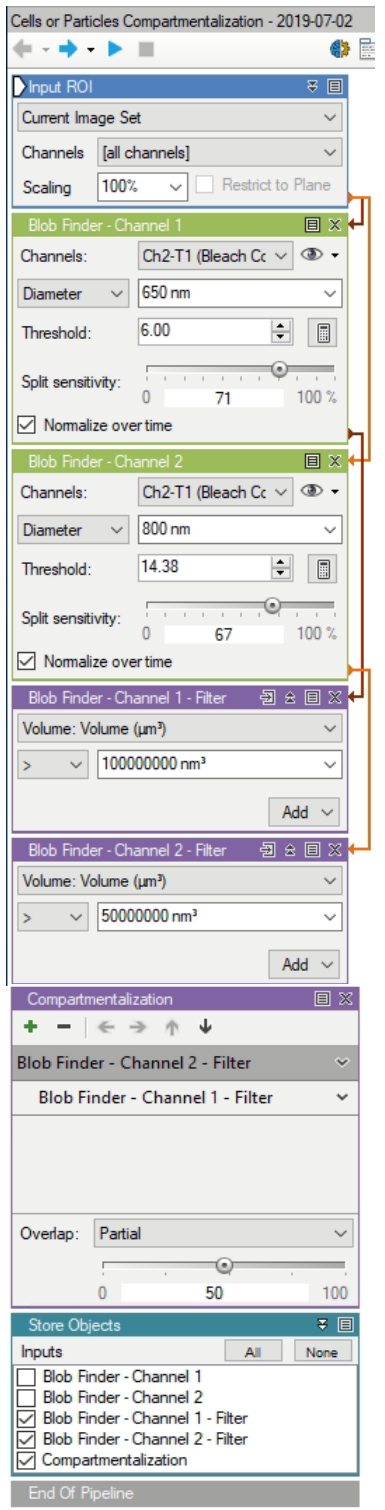 Cells or Particles Compartmentalization - 2019-07-02
Input ROI
Current Image Set
Channels [all channels]
Scaling 100% Restrict to Plane
Blob Finder - Channel 1
Channels: Ch2-T1 (Bleach Cc
Diameter 650 nm
Threshold: 6.00
Split sensitivity:
0 71 100 %
Normalize over time
Blob Finder - Channel 2
Channels: Ch2-T1 (Bleach Cc
Diameter 800 nm
Threshold: 14.38
Split sensitivity:
0 67 100 %
Normalize over time
Blob Finder - Channel 1 - Filter
Volume: Volume (µm³)
> 100000000 nm³
Add
Blob Finder - Channel 2 - Filter
Volume: Volume (µm³)
> 50000000 nm³
Add
Compartmentalization
Blob Finder - Channel 2 - Filter
Blob Finder - Channel 1 - Filter
Overlap: Partial
0 50 100
Store Objects
Inputs All None
Blob Finder - Channel 1
Blob Finder - Channel 2
Blob Finder - Channel 1 - Filter
Blob Finder - Channel 2 - Filter
Compartmentalization
End Of Pipeline